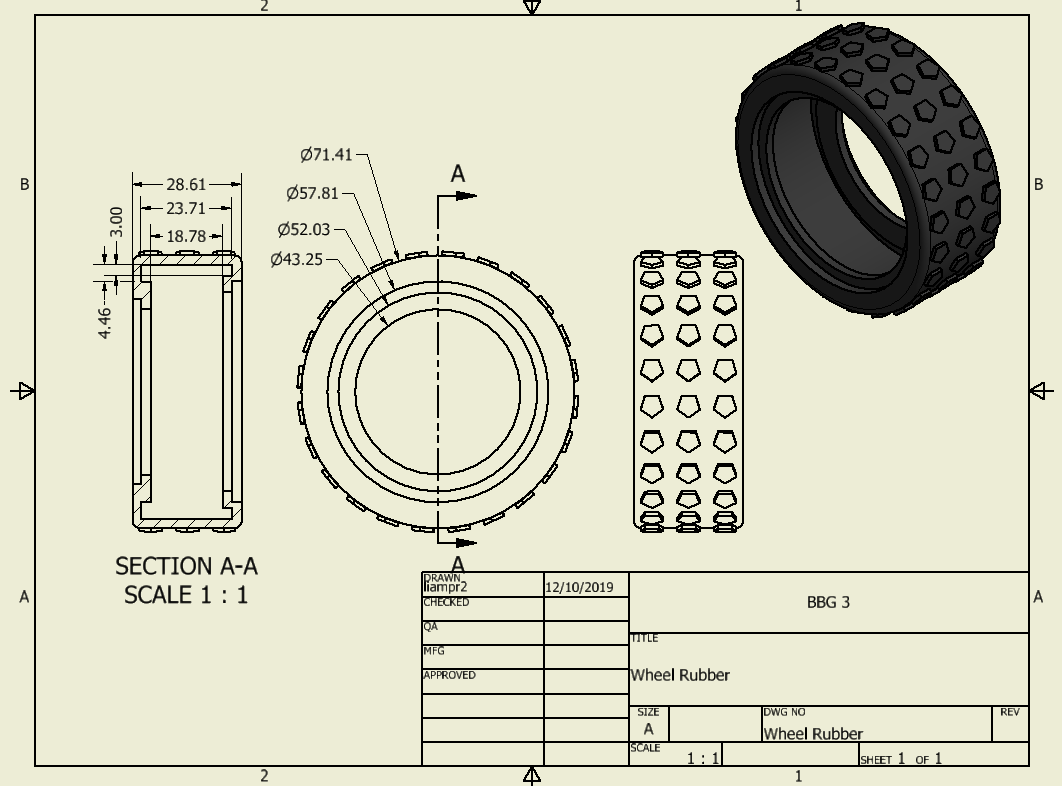 2
1
B
B
A
A
Ø71.41
Ø57.81
Ø52.03
Ø43.25
28.61
23.71
18.78
3.00
4.46
A
A
SECTION A-A
SCALE 1 : 1
DRAWN
liampr2
12/10/2019
CHECKED
QA
MFG
APPROVED
BBG 3
TITLE
Wheel Rubber
SIZE
A
DWG NO
Wheel Rubber
REV
SCALE
1 : 1
SHEET 1 OF 1
2
1